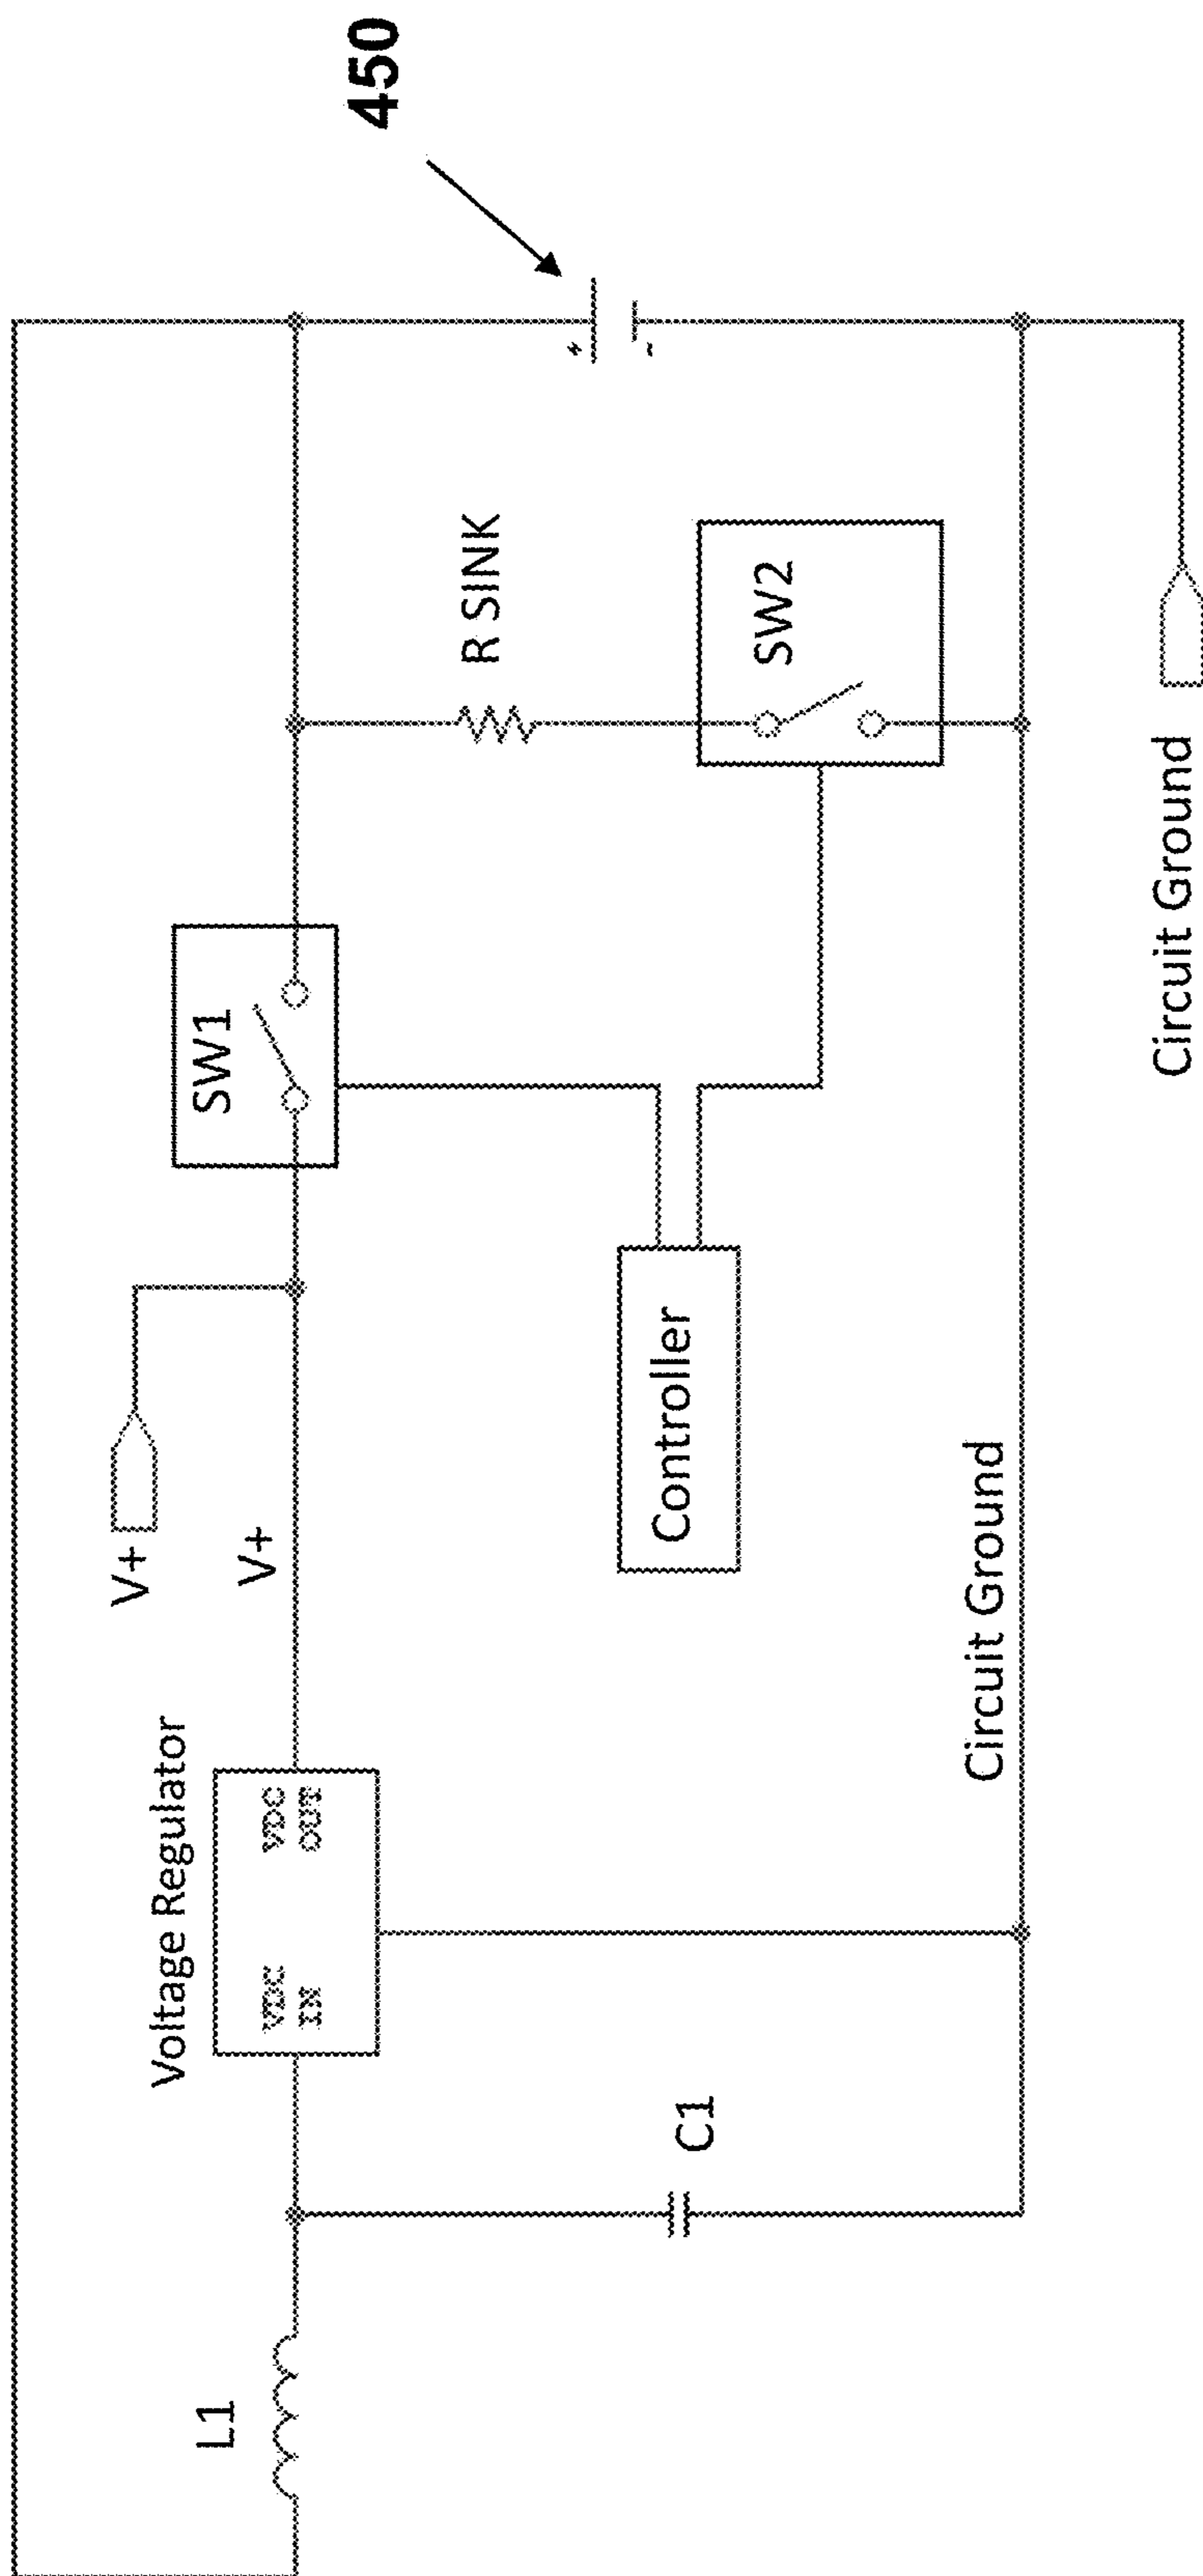 450
V+
V+
SW1
R SINK
SW2
Voltage Regulator
VDC
IN
VDC
OUT
L1
C1
Controller
Circuit Ground
Circuit Ground
+
-